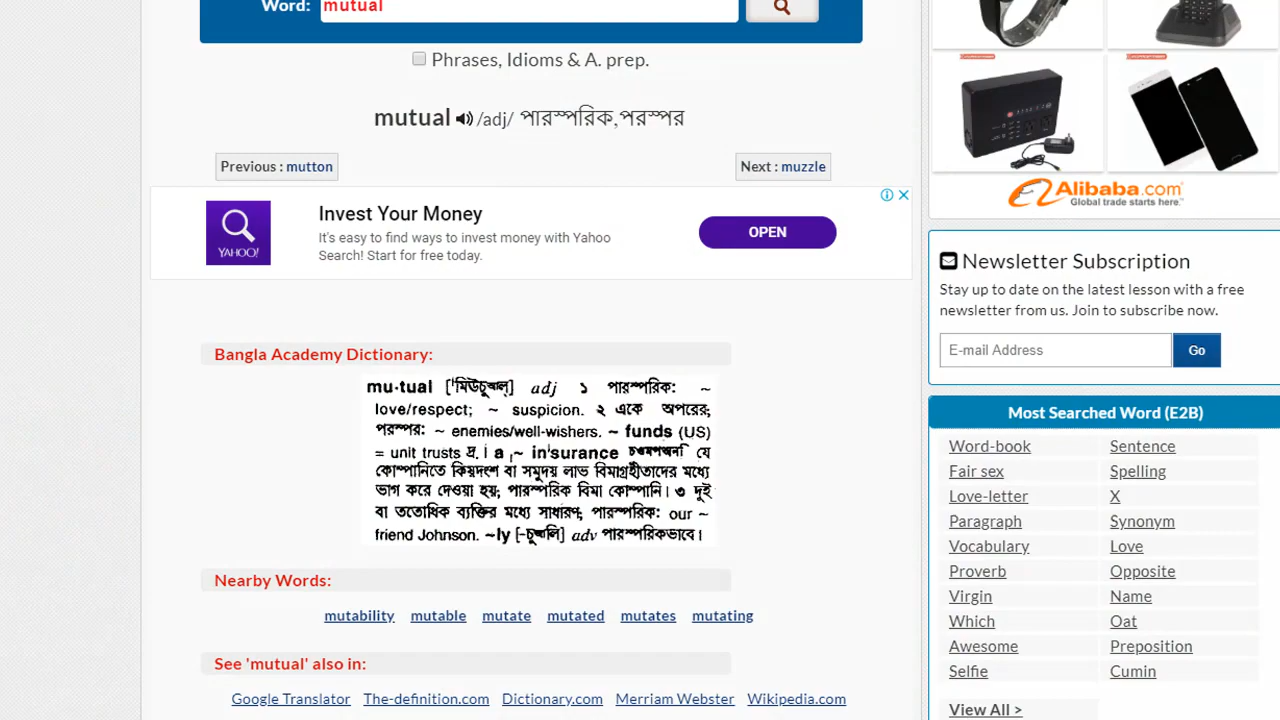 Word: mutual
Phrases, Idioms & A. prep.
mutual /adj/ পারস্পরিক,পরস্পর
Previous : mutton
Next : muzzle
YAHOO!
Invest Your Money
It's easy to find ways to invest money with Yahoo
Search! Start for free today.
OPEN
Bangla Academy Dictionary:
mu·tual [ˈমিউচুআল্] adj ১ পারস্পরিক: ~
love/respect; ~ suspicion. ২ একে অপরের;
পরস্পর: ~ enemies/well-wishers. ~ funds (US)
= unit trusts দ্র. । a ~ inˈsurance যে
কোম্পানিতে কিয়দংশ বা সমুদয় লাভ বিমাগ্রহীতাদের মধ্যে
ভাগ করে দেওয়া হয়; পারস্পরিক বিমা কোম্পানি। ৩ দুই
বা ততোধিক ব্যক্তির মধ্যে সাধারণ; পারস্পরিক: our ~
friend Johnson. ~ly [-চুআলি] adv পারস্পরিকভাবে।
Nearby Words:
mutability mutable mutate mutated mutates mutating
See 'mutual' also in:
Google Translator The-definition.com Dictionary.com Merriam Webster Wikipedia.com
Alibaba.com
Global trade starts here.™
Newsletter Subscription
Stay up to date on the latest lesson with a free
newsletter from us. Join to subscribe now.
E-mail Address Go
Most Searched Word (E2B)
Word-book Sentence
Fair sex Spelling
Love-letter X
Paragraph Synonym
Vocabulary Love
Proverb Opposite
Virgin Name
Which Oat
Awesome Preposition
Selfie Cumin
View All >